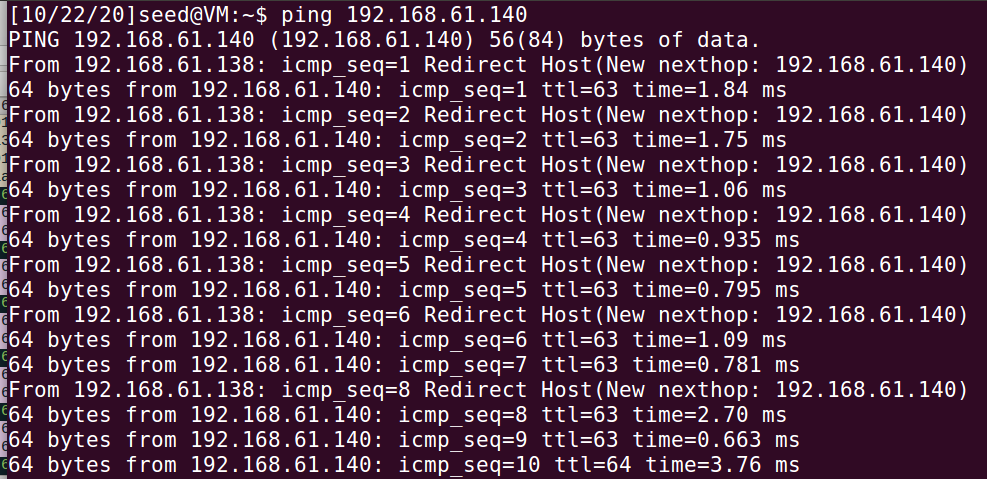 [10/22/20]seed@VM:~$ ping 192.168.61.140
PING 192.168.61.140 (192.168.61.140) 56(84) bytes of data.
From 192.168.61.138: icmp_seq=1 Redirect Host(New nexthop: 192.168.61.140)
64 bytes from 192.168.61.140: icmp_seq=1 ttl=63 time=1.84 ms
From 192.168.61.138: icmp_seq=2 Redirect Host(New nexthop: 192.168.61.140)
64 bytes from 192.168.61.140: icmp_seq=2 ttl=63 time=1.75 ms
From 192.168.61.138: icmp_seq=3 Redirect Host(New nexthop: 192.168.61.140)
64 bytes from 192.168.61.140: icmp_seq=3 ttl=63 time=1.06 ms
From 192.168.61.138: icmp_seq=4 Redirect Host(New nexthop: 192.168.61.140)
64 bytes from 192.168.61.140: icmp_seq=4 ttl=63 time=0.935 ms
From 192.168.61.138: icmp_seq=5 Redirect Host(New nexthop: 192.168.61.140)
64 bytes from 192.168.61.140: icmp_seq=5 ttl=63 time=0.795 ms
From 192.168.61.138: icmp_seq=6 Redirect Host(New nexthop: 192.168.61.140)
64 bytes from 192.168.61.140: icmp_seq=6 ttl=63 time=1.09 ms
64 bytes from 192.168.61.140: icmp_seq=7 ttl=63 time=0.781 ms
From 192.168.61.138: icmp_seq=8 Redirect Host(New nexthop: 192.168.61.140)
64 bytes from 192.168.61.140: icmp_seq=8 ttl=63 time=2.70 ms
64 bytes from 192.168.61.140: icmp_seq=9 ttl=63 time=0.663 ms
64 bytes from 192.168.61.140: icmp_seq=10 ttl=64 time=3.76 ms